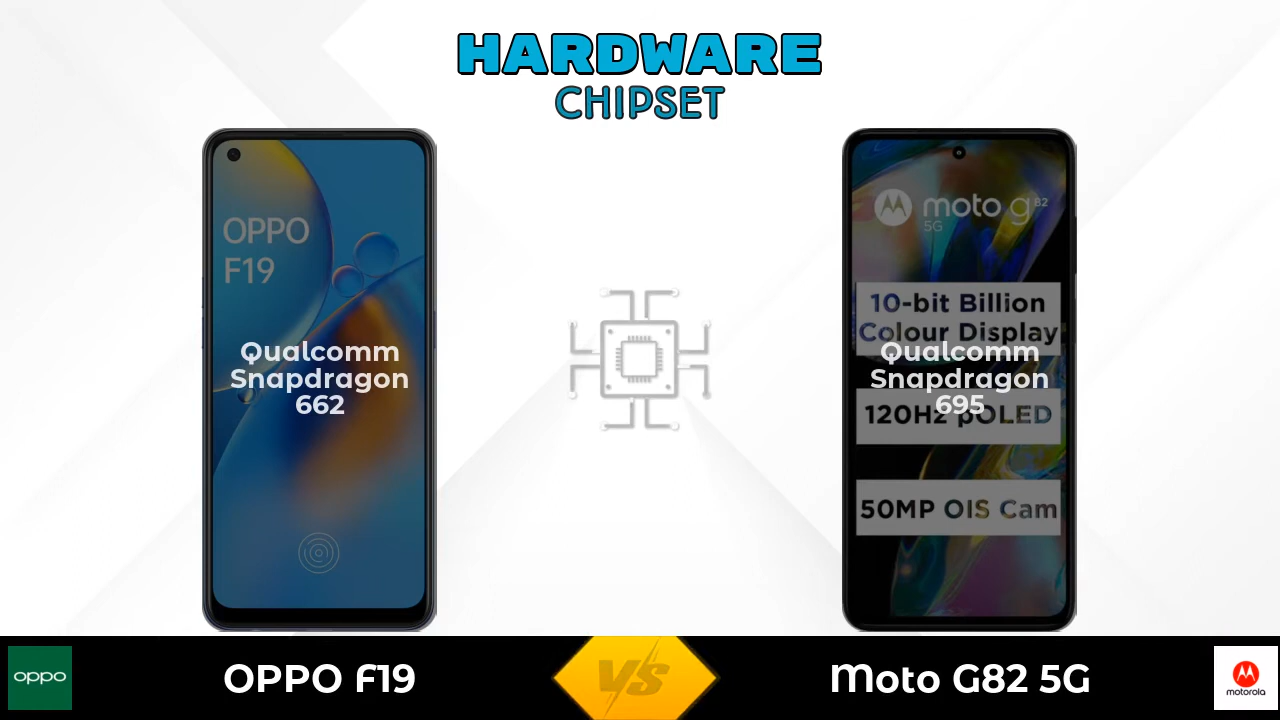 HARDWARE
CHIPSET
OPPO
F19
Qualcomm
Snapdragon
662
moto g82
5G
10-bit Billion
Colour Display
Qualcomm
Snapdragon
695
120Hz pOLED
50MP OIS Cam
oppo
OPPO F19
VS
Moto G82 5G
motorola